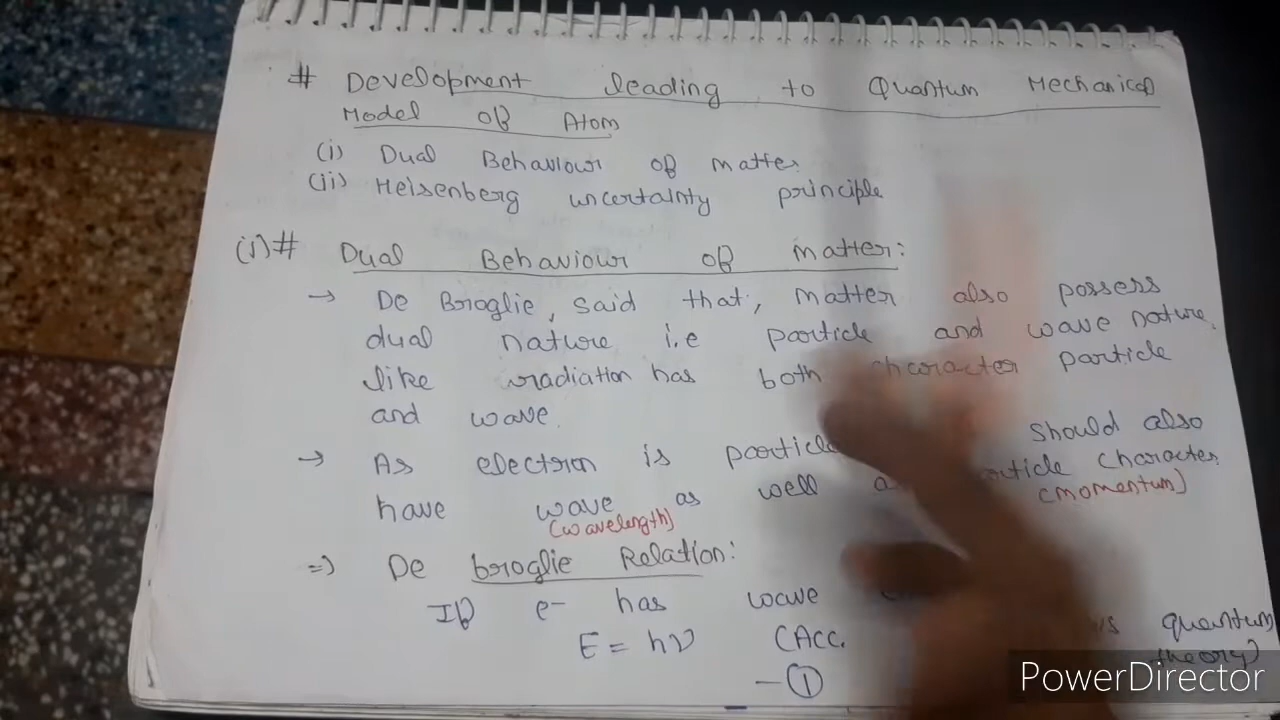 # Development leading to Quantum Mechanical
Model of Atom
(i) Dual Behaviour of matter
(ii) Heisenberg uncertainty principle
(i) # Dual Behaviour of matter:
→ De Broglie, said that, matter also possess
dual nature i.e particle and wave nature.
like radiation has both character particle
and wave.
→ As electron is particle should also
have wave as well particle character
(wavelength) (momentum)
=> De broglie Relation:
If e- has wave
E = hν (Acc. quantum
theory)
- ①
PowerDirector